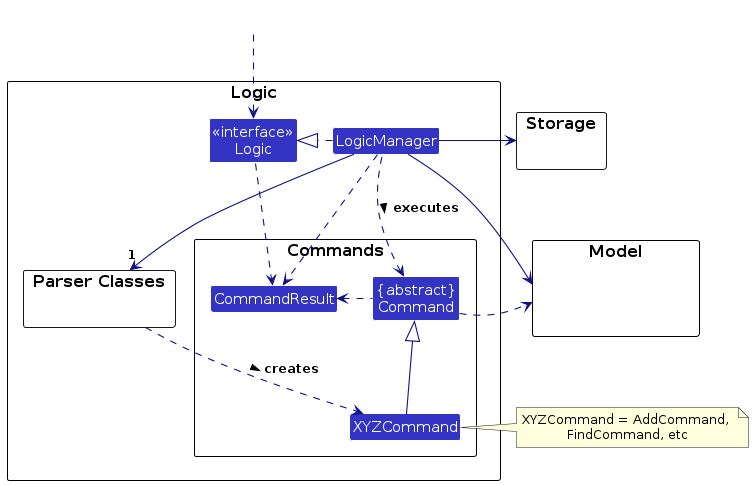 Logic
«interface»
Logic
LogicManager
Storage
executes
1
Commands
Model
Parser Classes
CommandResult
{abstract}
Command
creates
XYZCommand
XYZCommand = AddCommand,
FindCommand, etc